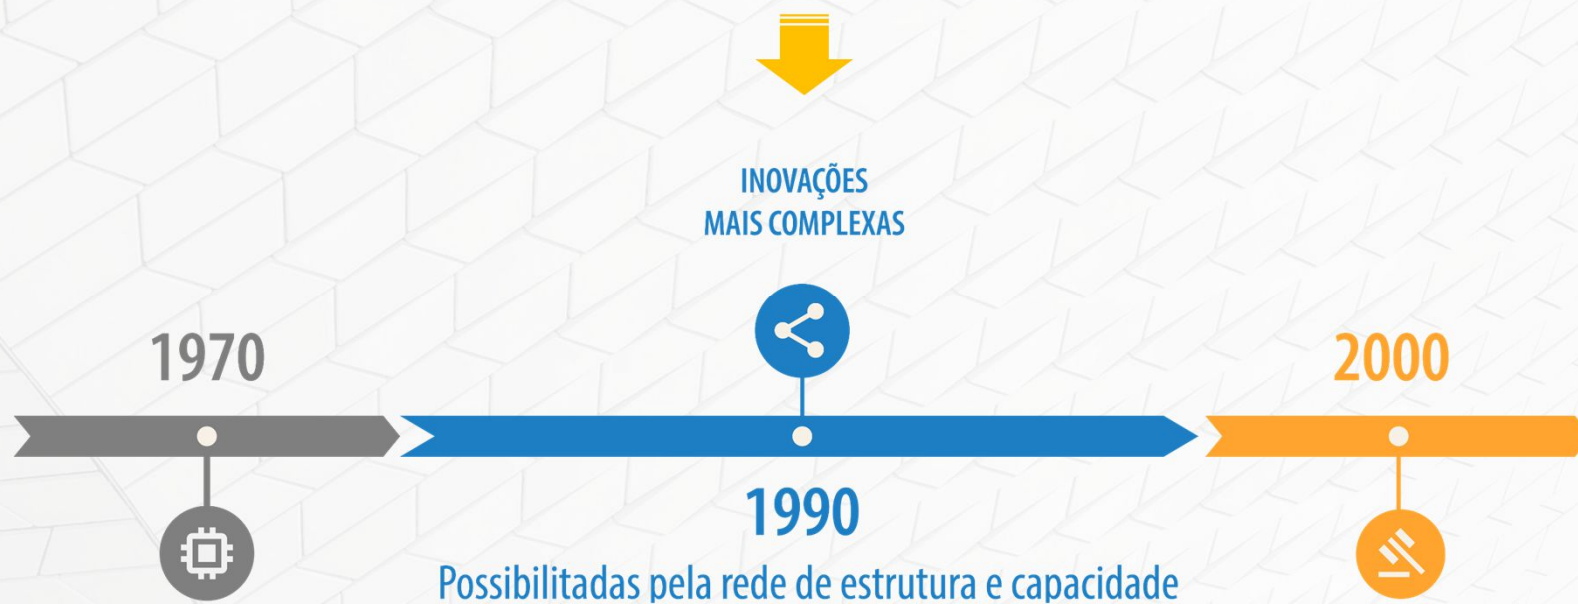 INOVAÇÕES
MAIS COMPLEXAS
1970
2000
1990
Possibilitadas pela rede de estrutura e capacidade